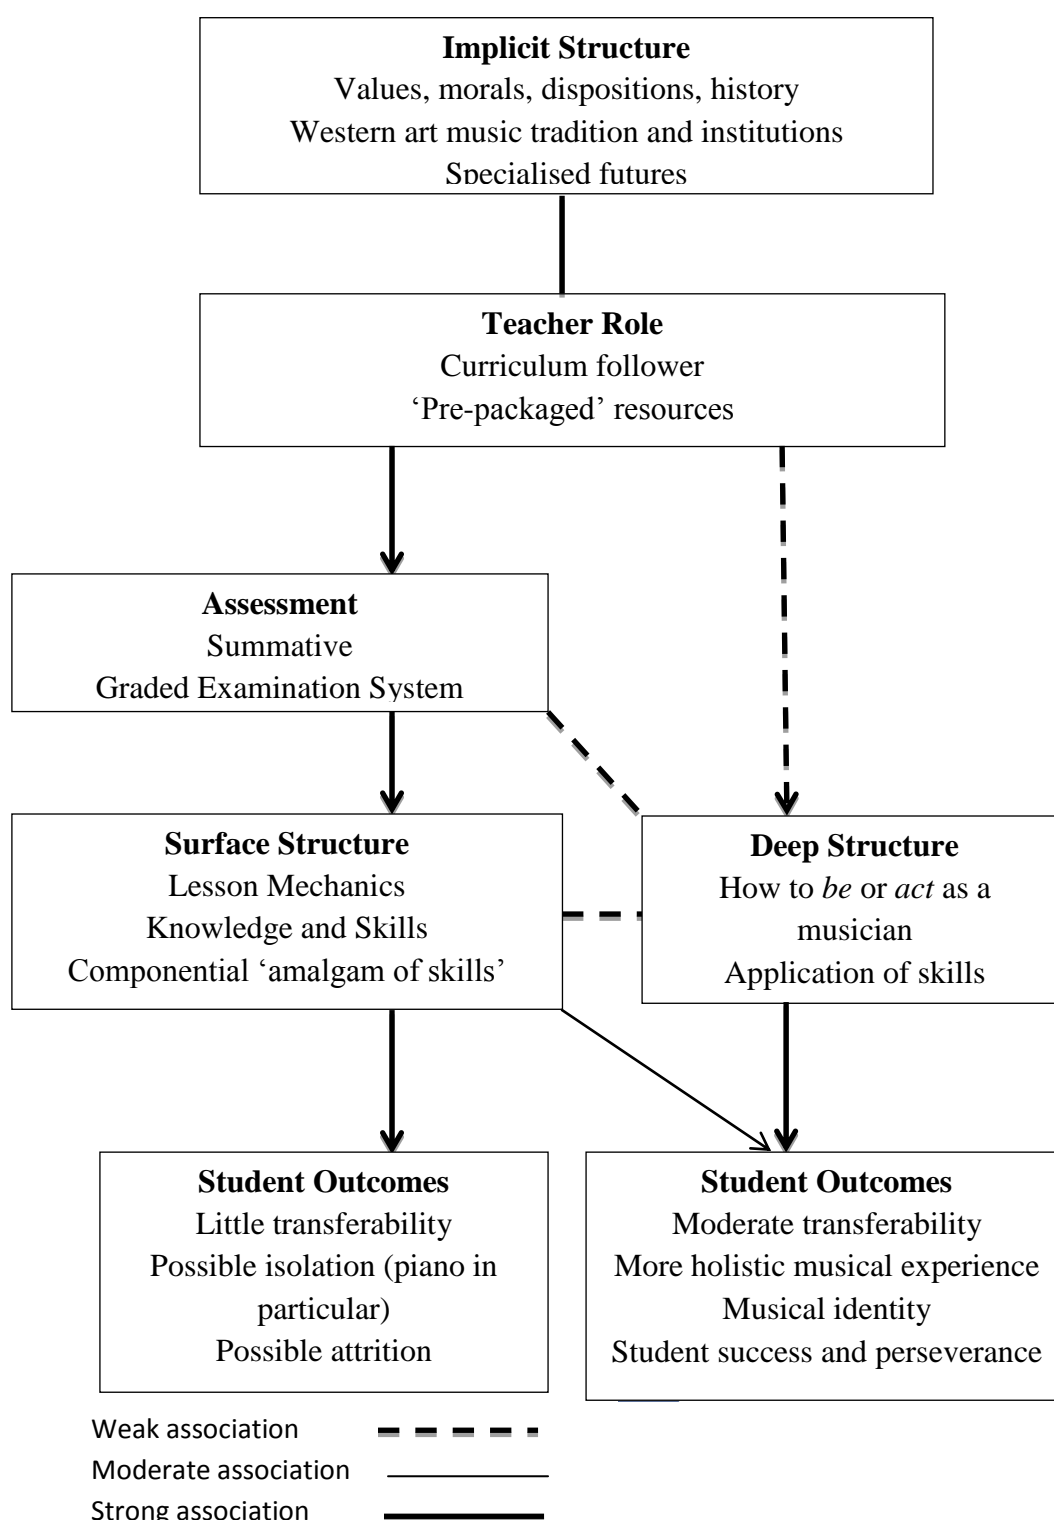 Implicit Structure
Values, morals, dispositions, history
Western art music tradition and institutions
Specialised futures
Teacher Role
Curriculum follower
‘Pre-packaged’ resources
Assessment
Summative
Graded Examination System
Surface Structure
Lesson Mechanics
Knowledge and Skills
Componential ‘amalgam of skills’
Deep Structure
How to be or act as a
musician
Application of skills
Student Outcomes
Little transferability
Possible isolation (piano in
particular)
Possible attrition
Student Outcomes
Moderate transferability
More holistic musical experience
Musical identity
Student success and perseverance
Weak association
Moderate association
Strong association